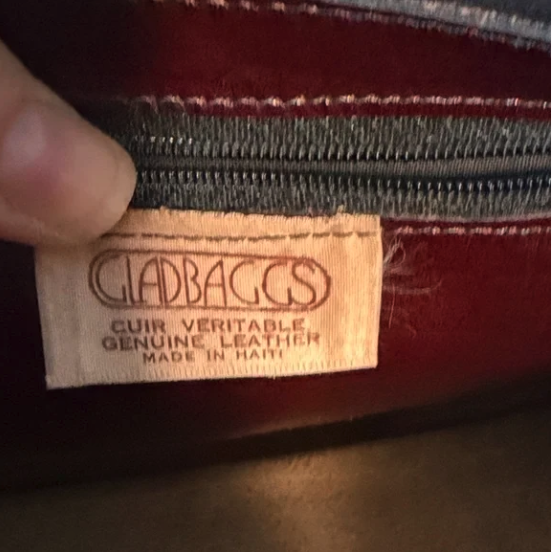 GLADBAGGS
CUIR VERITABLE
GENUINE LEATHER
MADE IN HAITI